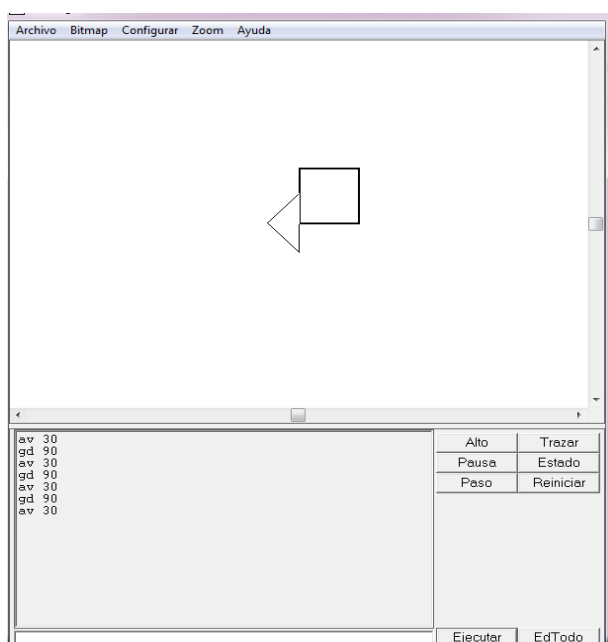 Archivo Bitmap Configurar Zoom Ayuda
av 30
gd 90
av 30
gd 90
av 30
gd 90
av 30
Alto Trazar
Pausa Estado
Paso Reiniciar
Ejecutar EdTodo